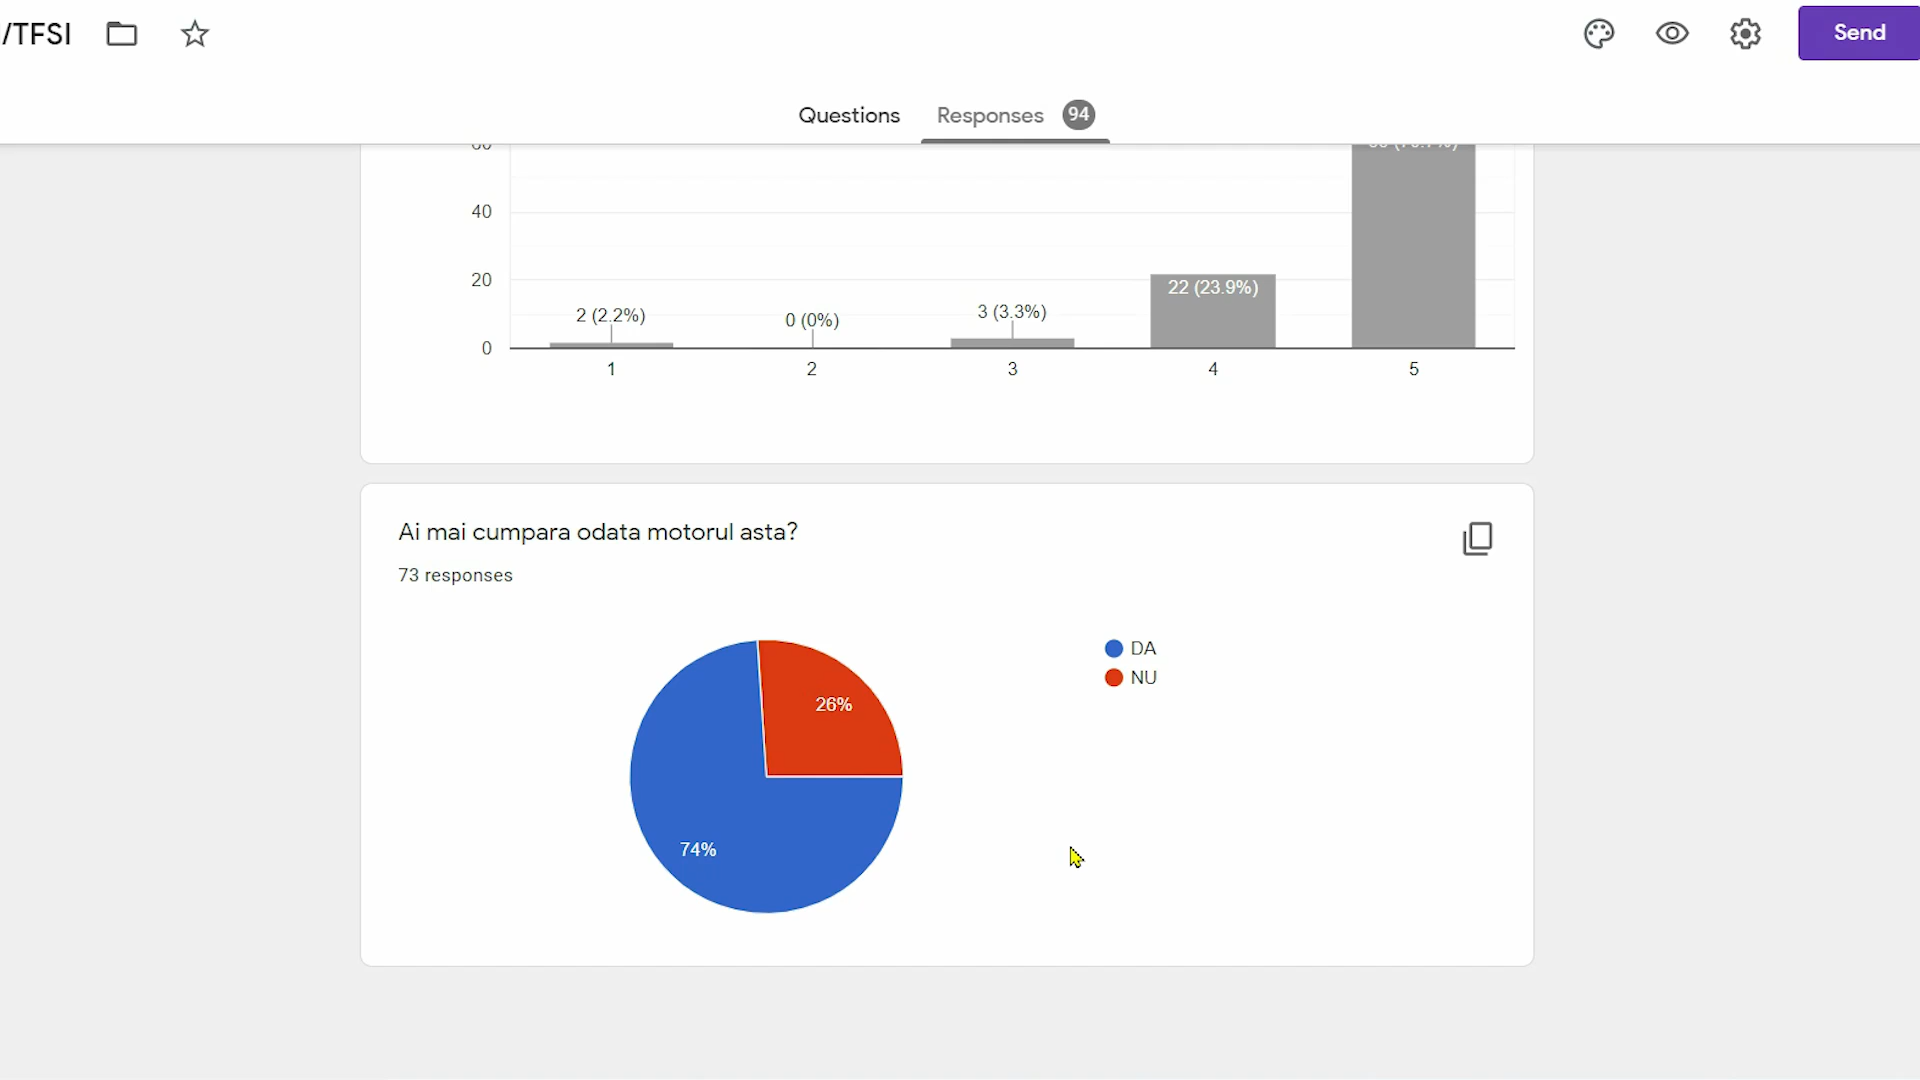 /TFSI
Send
Questions
Responses 94
40
20
0
2 (2.2%)
0 (0%)
3 (3.3%)
22 (23.9%)
1
2
3
4
5
Ai mai cumpara odata motorul asta?
73 responses
DA
NU
26%
74%